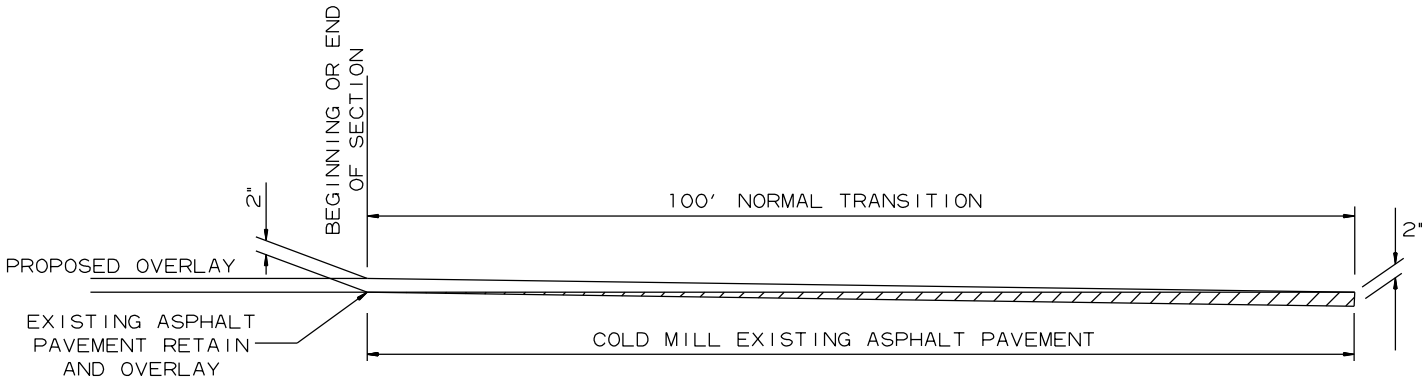 BEGINNING OR END
OF SECTION
2"
100' NORMAL TRANSITION
2"
PROPOSED OVERLAY
EXISTING ASPHALT
PAVEMENT RETAIN
AND OVERLAY
COLD MILL EXISTING ASPHALT PAVEMENT